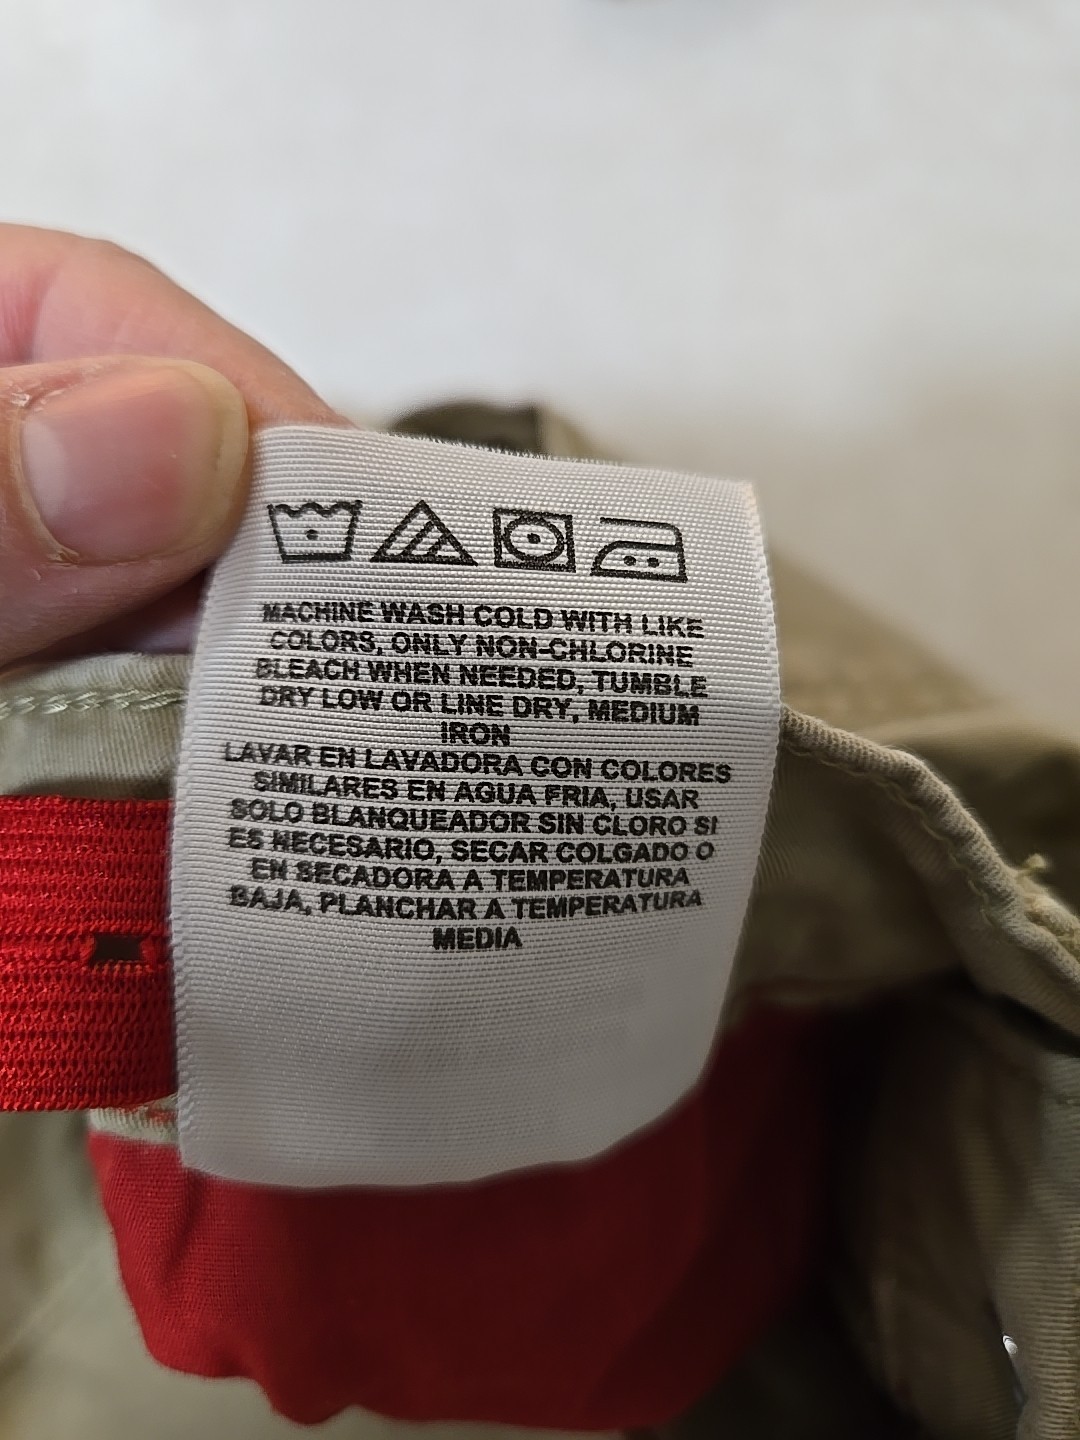 MACHINE WASH COLD WITH LIKE
COLORS, ONLY NON-CHLORINE
BLEACH WHEN NEEDED, TUMBLE
DRY LOW OR LINE DRY, MEDIUM
IRON
LAVAR EN LAVADORA CON COLORES
SIMILARES EN AGUA FRIA, USAR
SOLO BLANQUEADOR SIN CLORO SI
ES NECESARIO, SECAR COLGADO O
EN SECADORA A TEMPERATURA
BAJA, PLANCHAR A TEMPERATURA
MEDIA